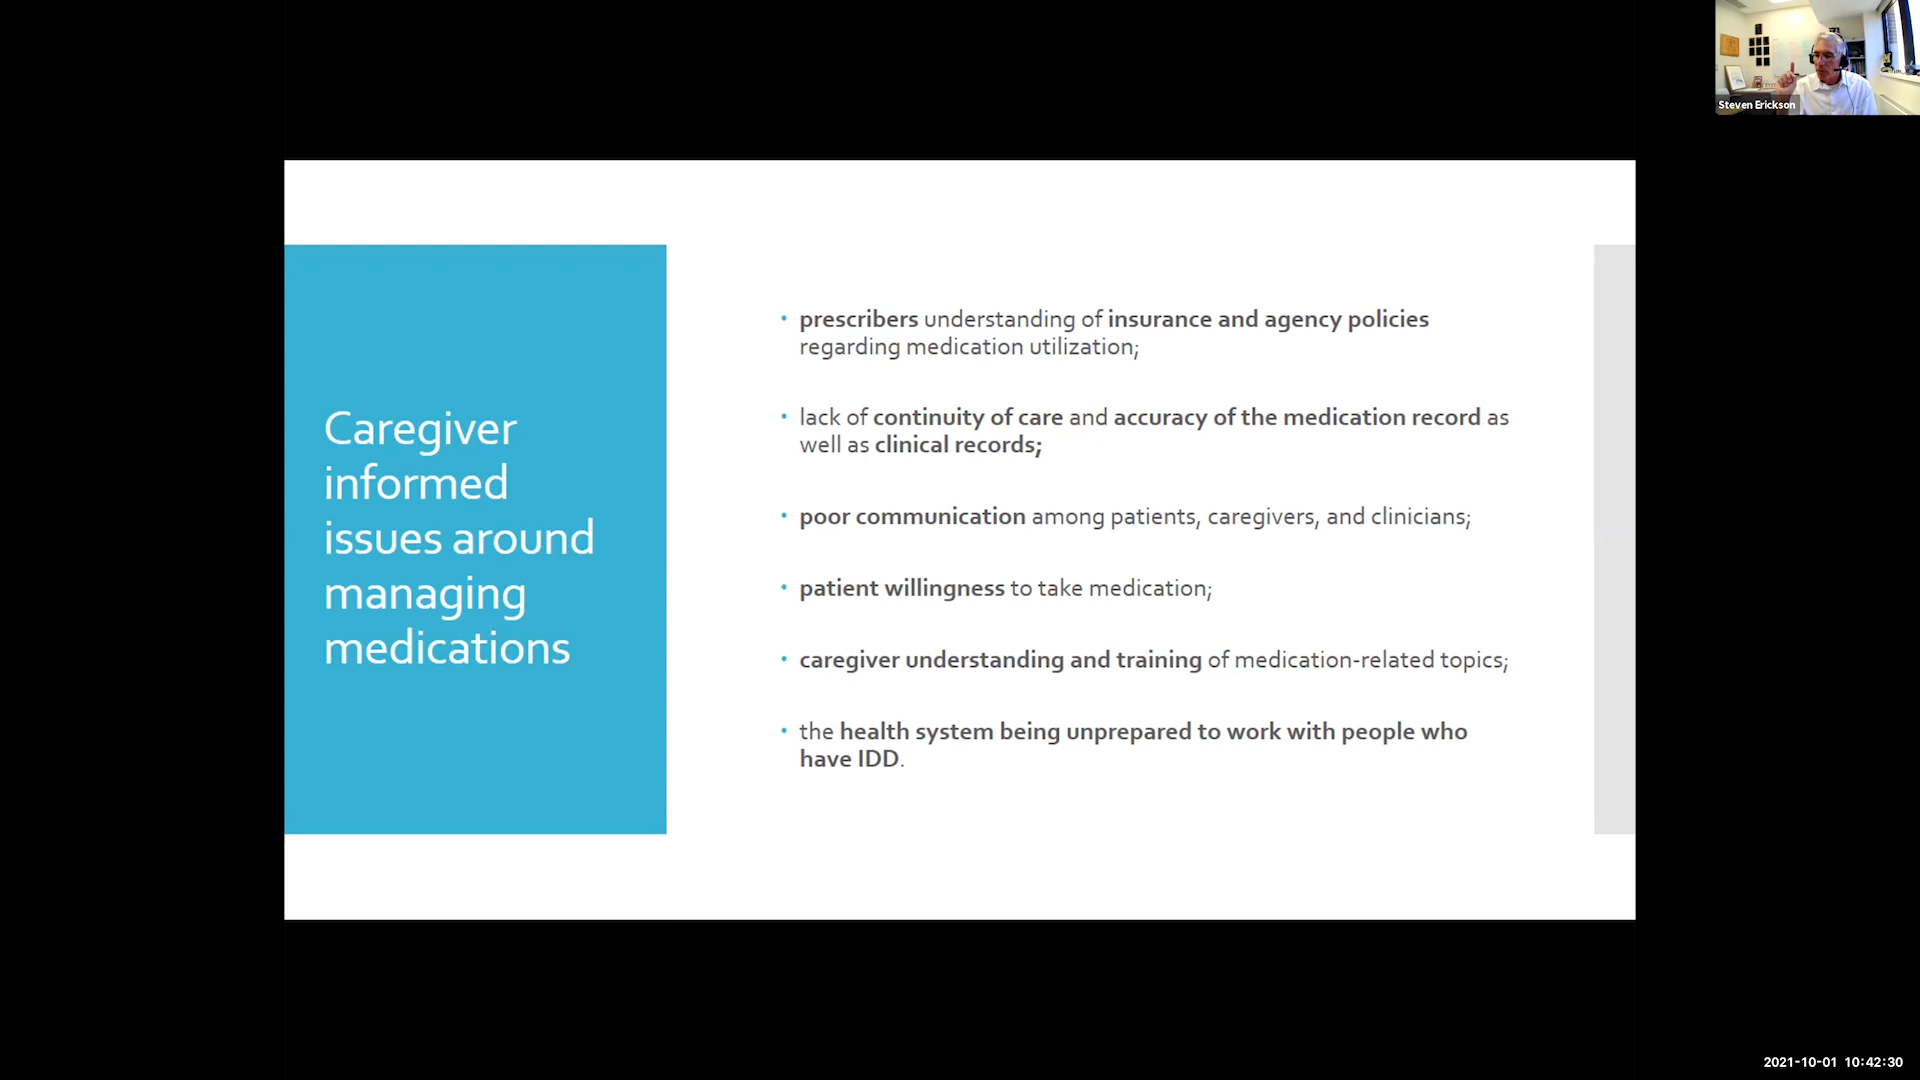 Steven Erickson
Caregiver
informed
issues around
managing
medications
• prescribers understanding of insurance and agency policies
regarding medication utilization;
• lack of continuity of care and accuracy of the medication record as
well as clinical records;
• poor communication among patients, caregivers, and clinicians;
• patient willingness to take medication;
• caregiver understanding and training of medication-related topics;
• the health system being unprepared to work with people who
have IDD.
2021-10-01 10:42:30